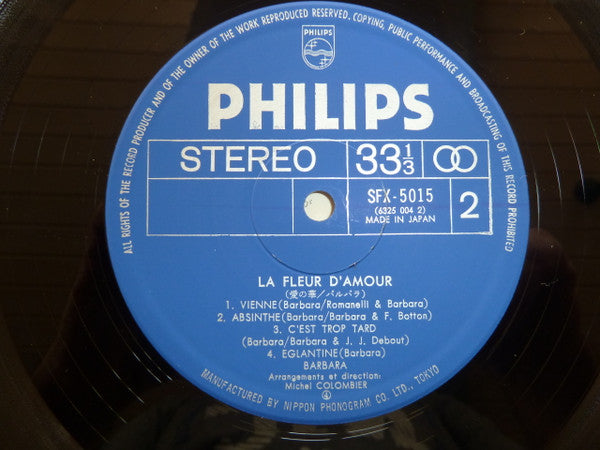 ALL RIGHTS OF THE RECORD PRODUCER AND OF THE OWNER OF THE WORK REPRODUCED RESERVED. COPYING, PUBLIC PERFORMANCE AND BROADCASTING OF THIS RECORD PROHIBITED
PHILIPS
PHILIPS
STEREO 33⅓
SFX-5015
(6325 004 2)
MADE IN JAPAN
2
LA FLEUR D'AMOUR
(愛の華/バルバラ)
1. VIENNE (Barbara/Romanelli & Barbara)
2. ABSINTHE (Barbara/Barbara & F. Botton)
3. C'EST TROP TARD
(Barbara/Barbara & J. J. Debout)
4. EGLANTINE (Barbara)
BARBARA
Arrangements et direction:
Michel COLOMBIER
MANUFACTURED BY NIPPON PHONOGRAM CO. LTD., TOKYO